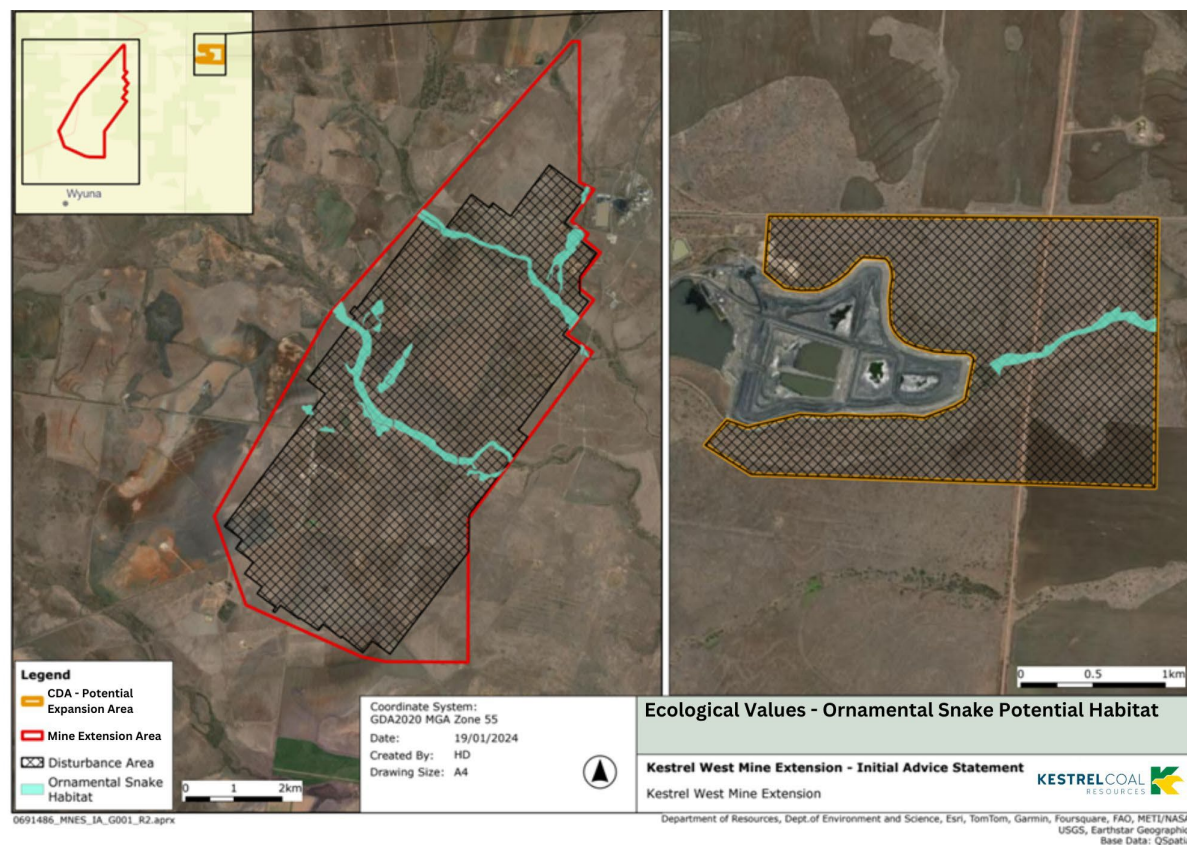 Wyuna
Legend
CDA - Potential
Expansion Area
Mine Extension Area
Disturbance Area
Ornamental Snake
Habitat
0 1 2km
Coordinate System:
GDA2020 MGA Zone 55
Date: 19/01/2024
Created By: HD
Drawing Size: A4
0 0.5 1km
Ecological Values - Ornamental Snake Potential Habitat
Kestrel West Mine Extension - Initial Advice Statement
Kestrel West Mine Extension
KESTRELCOAL
RESOURCES
0691486_MNES_IA_G001_R2.aprx
Department of Resources, Dept.of Environment and Science, Esri, TomTom, Garmin, Foursquare, FAO, METI/NASA
USGS, Earthstar Geographic
Base Data: QSpati